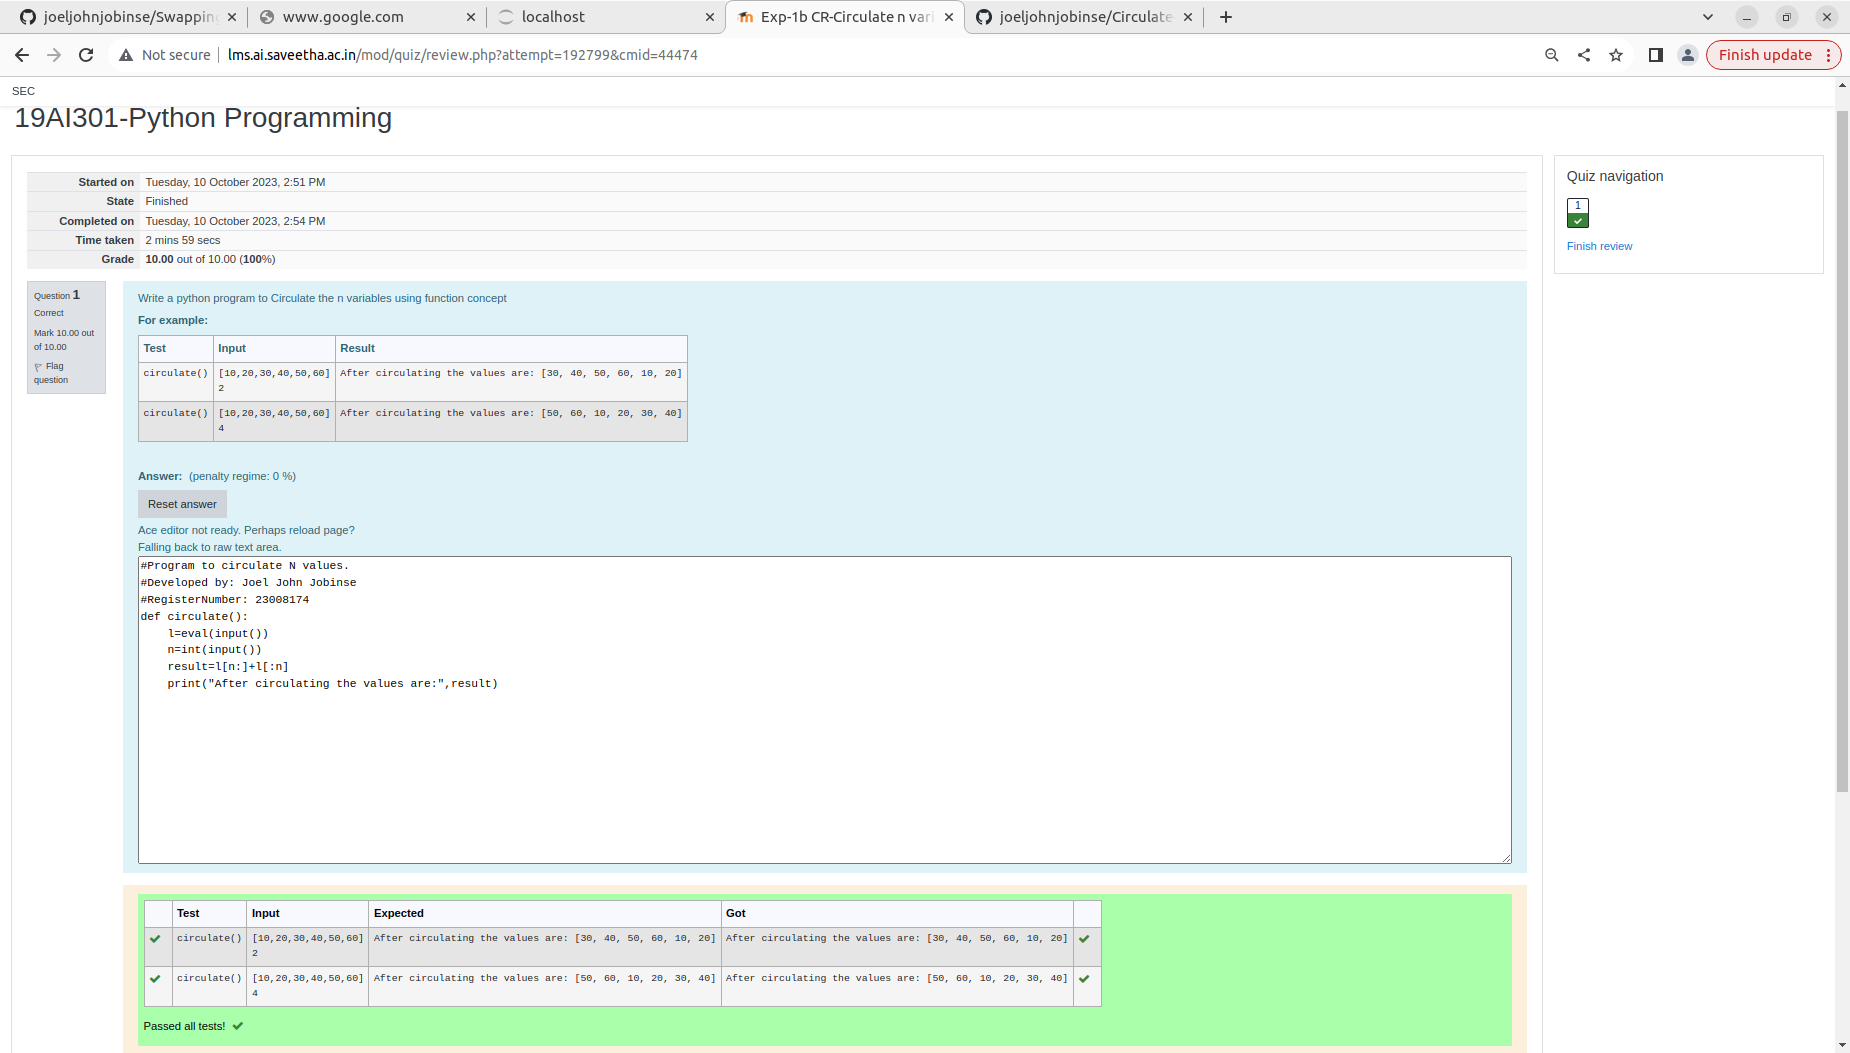 joeljohnjobinse/Swapping
www.google.com
localhost
Exp-1b CR-Circulate n vari
joeljohnjobinse/Circulate
Not secure
lms.ai.saveetha.ac.in/mod/quiz/review.php?attempt=192799&cmid=44474
Finish update
SEC
19AI301-Python Programming
Started on Tuesday, 10 October 2023, 2:51 PM
State Finished
Completed on Tuesday, 10 October 2023, 2:54 PM
Time taken 2 mins 59 secs
Grade 10.00 out of 10.00 (100%)
Quiz navigation
1
Finish review
Question 1
Correct
Mark 10.00 out
of 10.00
Flag
question
Write a python program to Circulate the n variables using function concept
For example:
Test Input Result
circulate() [10,20,30,40,50,60] After circulating the values are: [30, 40, 50, 60, 10, 20]
2
circulate() [10,20,30,40,50,60] After circulating the values are: [50, 60, 10, 20, 30, 40]
4
Answer: (penalty regime: 0 %)
Reset answer
Ace editor not ready. Perhaps reload page?
Falling back to raw text area.
#Program to circulate N values.
#Developed by: Joel John Jobinse
#RegisterNumber: 23008174
def circulate():
    l=eval(input())
    n=int(input())
    result=l[n:]+l[:n]
    print("After circulating the values are:",result)
Test Input Expected Got
circulate() [10,20,30,40,50,60] After circulating the values are: [30, 40, 50, 60, 10, 20] After circulating the values are: [30, 40, 50, 60, 10, 20]
2
circulate() [10,20,30,40,50,60] After circulating the values are: [50, 60, 10, 20, 30, 40] After circulating the values are: [50, 60, 10, 20, 30, 40]
4
Passed all tests!